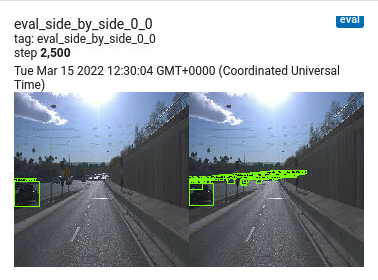 eval_side_by_side_0_0
eval
tag: eval_side_by_side_0_0
step 2,500
Tue Mar 15 2022 12:30:04 GMT+0000 (Coordinated Universal
Time)